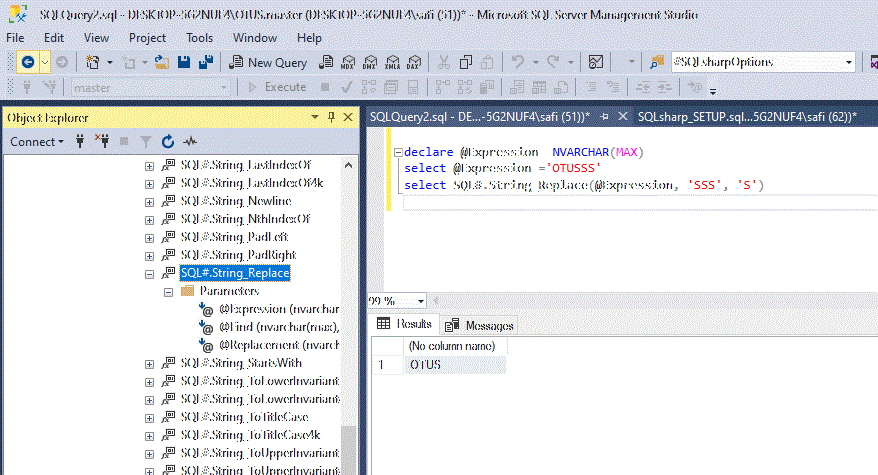 SQLQuery2.sql - DESKTOP-5G2NUF4\OTUS.master (DESKTOP-5G2NUF4\safi (51))* - Microsoft SQL Server Management Studio
File Edit View Project Tools Window Help
New Query MDX DMX XMLA DAX #SQLsharpOptions
master Execute
Object Explorer
Connect
SQL#.String_LastIndexOf
SQL#.String_LastIndexOf4k
SQL#.String_Newline
SQL#.String_NthIndexOf
SQL#.String_PadLeft
SQL#.String_PadRight
SQL#.String_Replace
Parameters
@Expression (nvarchar
@Find (nvarchar(max),
@Replacement (nvarch
SQL#.String_StartsWith
SQL#.String_ToLowerInvariant
SQL#.String_ToLowerInvariant
SQL#.String_ToTitleCase
SQL#.String_ToTitleCase4k
SQL#.String_ToUpperInvariant
SQL#.String_ToUpperInvariant
SQLQuery2.sql - DE...-5G2NUF4\safi (51))* SQLsharp_SETUP.sql...5G2NUF4\safi (62))*
declare @Expression NVARCHAR(MAX)
select @Expression ='OTUSSS'
select SQL#.String_Replace(@Expression, 'SSS', 'S')
99 %
Results Messages
(No column name)
1 OTUS